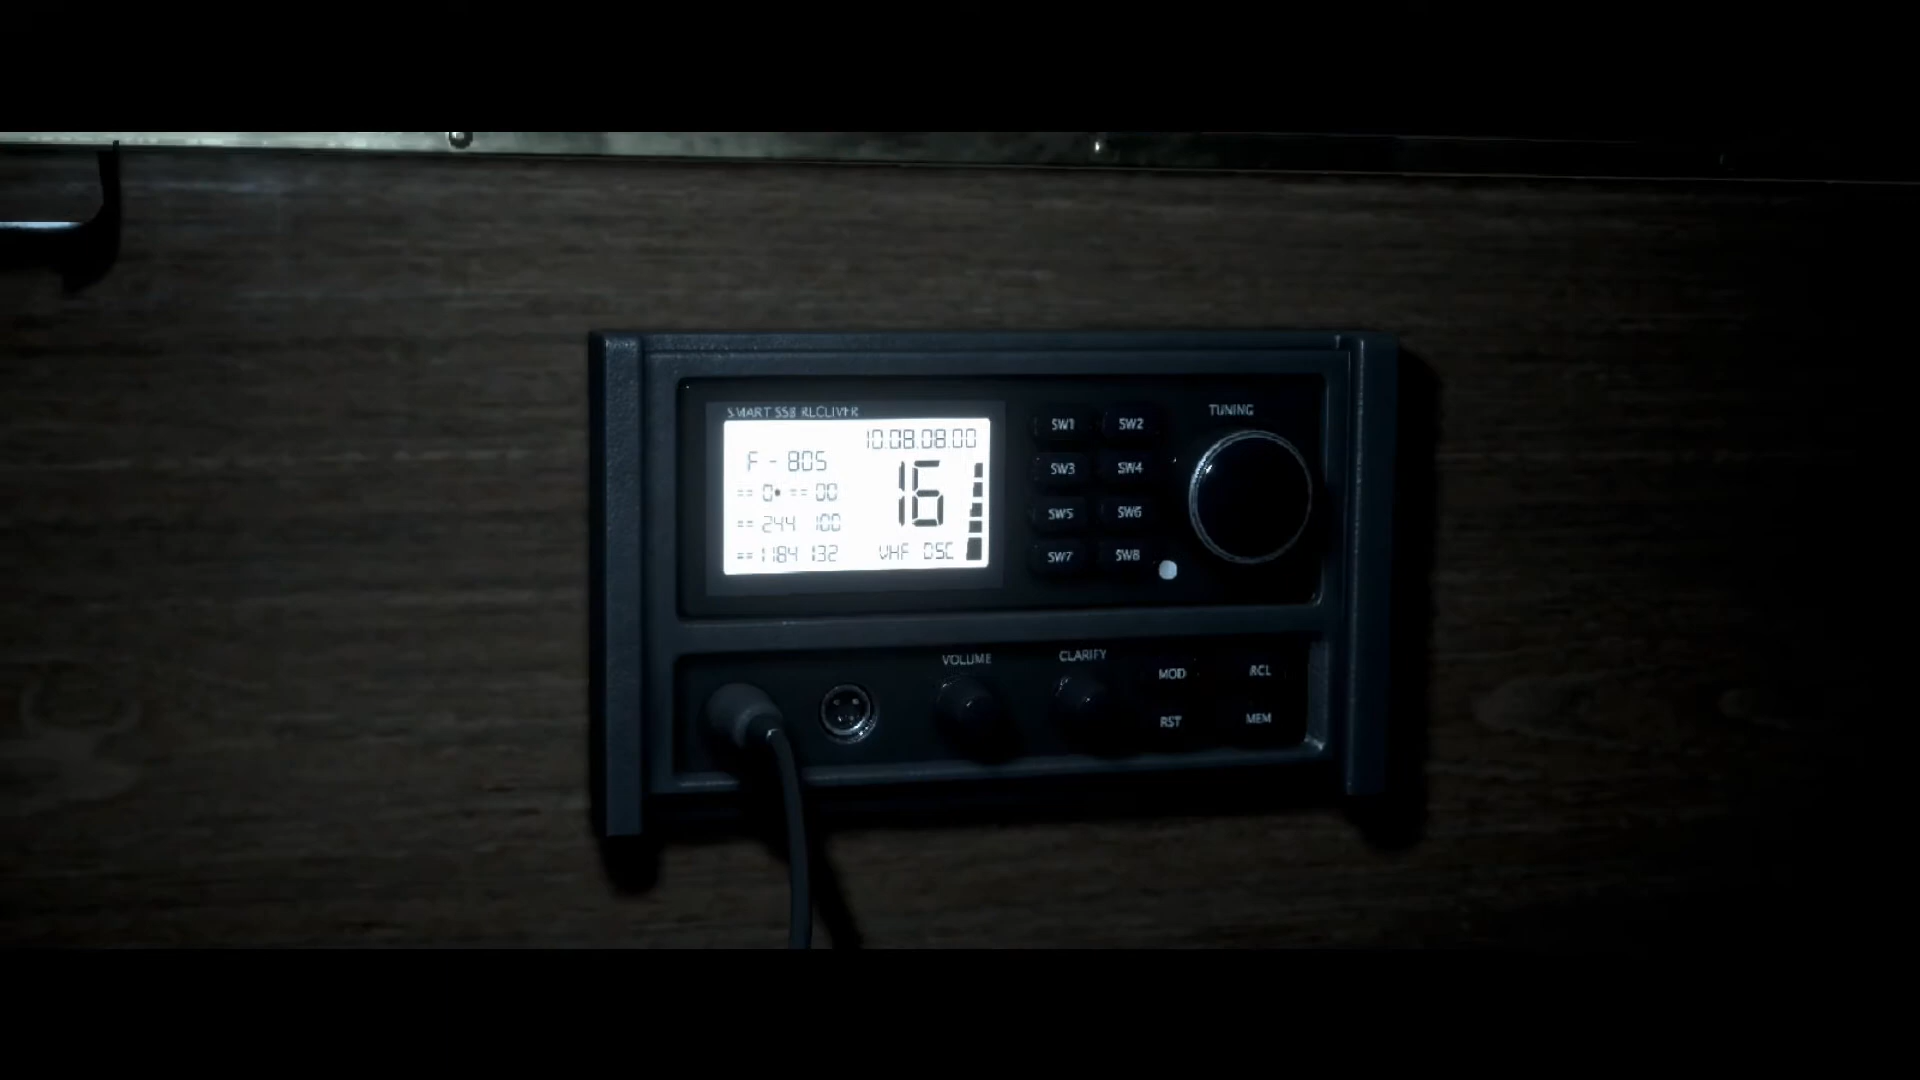 SMART SSB RECEIVER
10.08.08.00
F - 805
16
== 0• == 00
== 244 100
== 1184 132
VHF DSC
SW1 SW2
SW3 SW4
SW5 SW6
SW7 SW8
TUNING
VOLUME
CLARIFY
MOD RCL
RST MEM